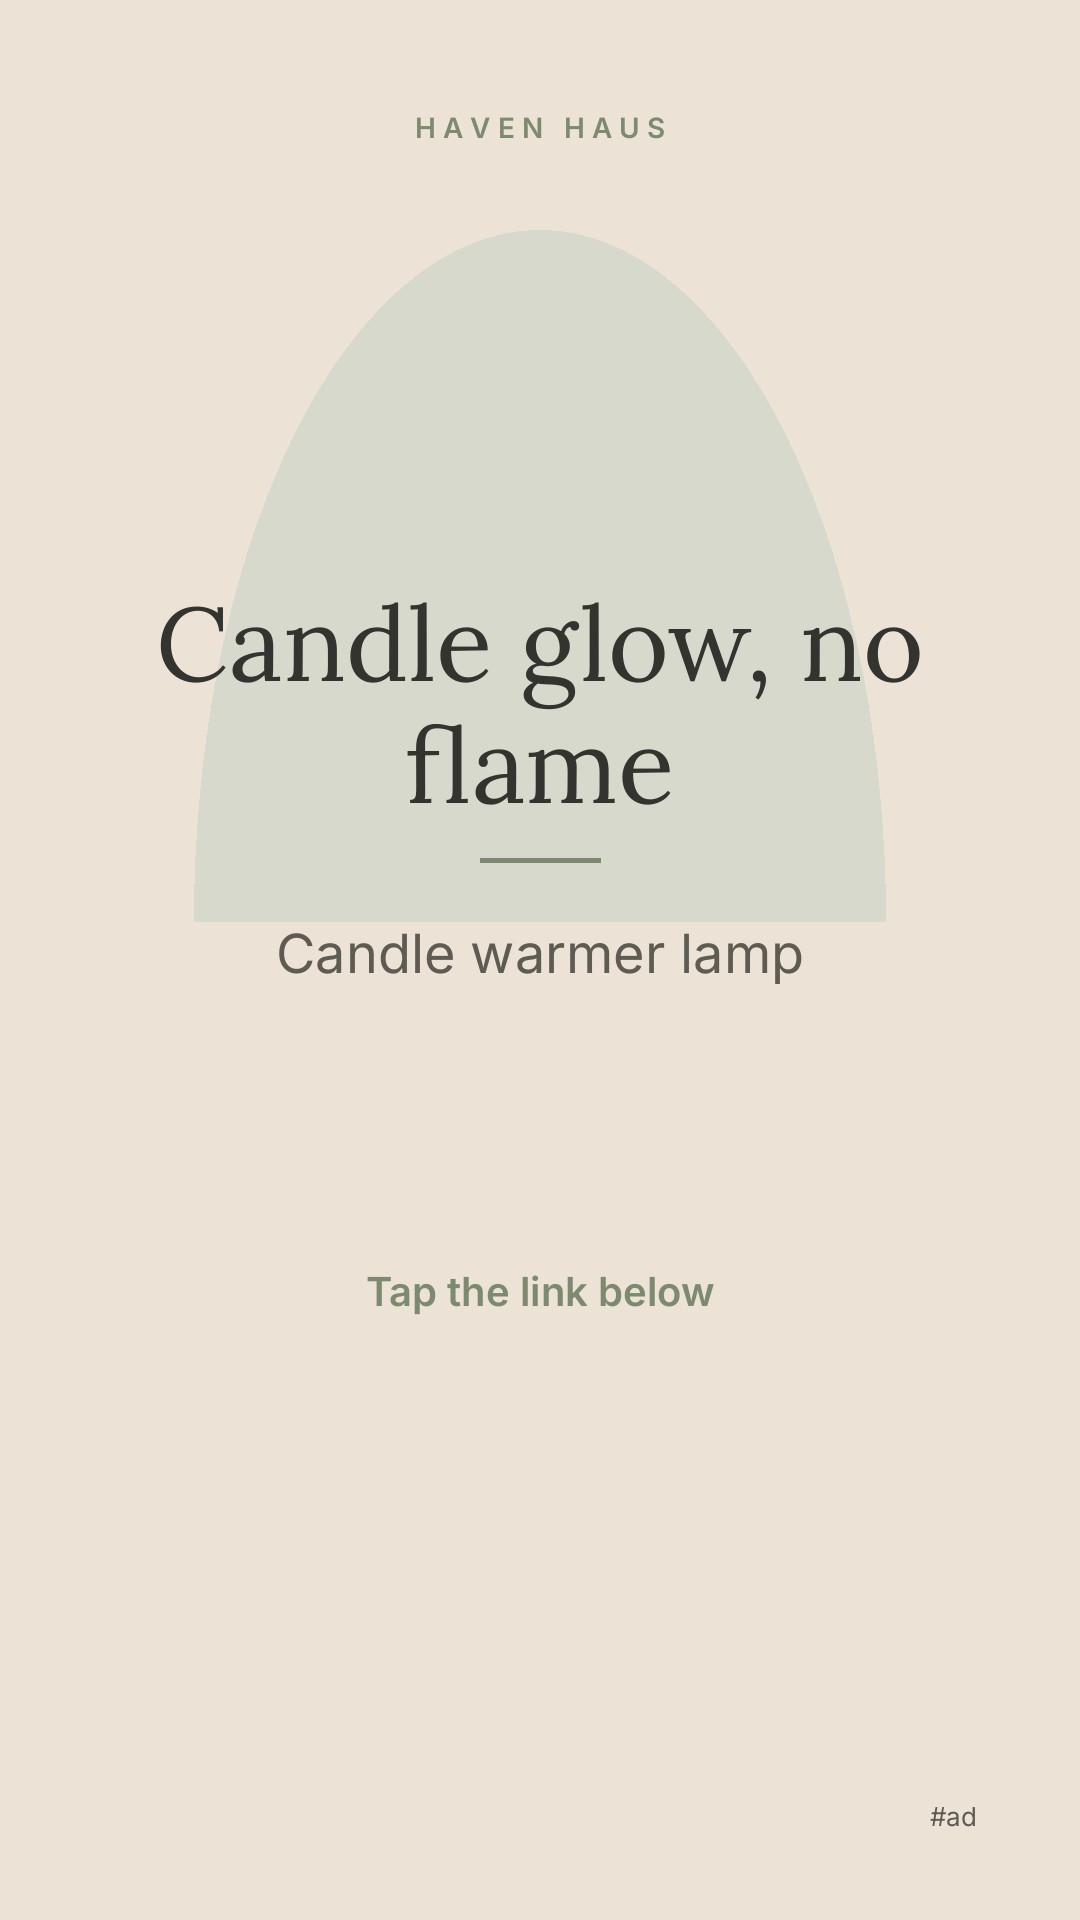 HAVEN HAUS
Candle glow, no
flame
Candle warmer lamp
Tap the link below
#ad